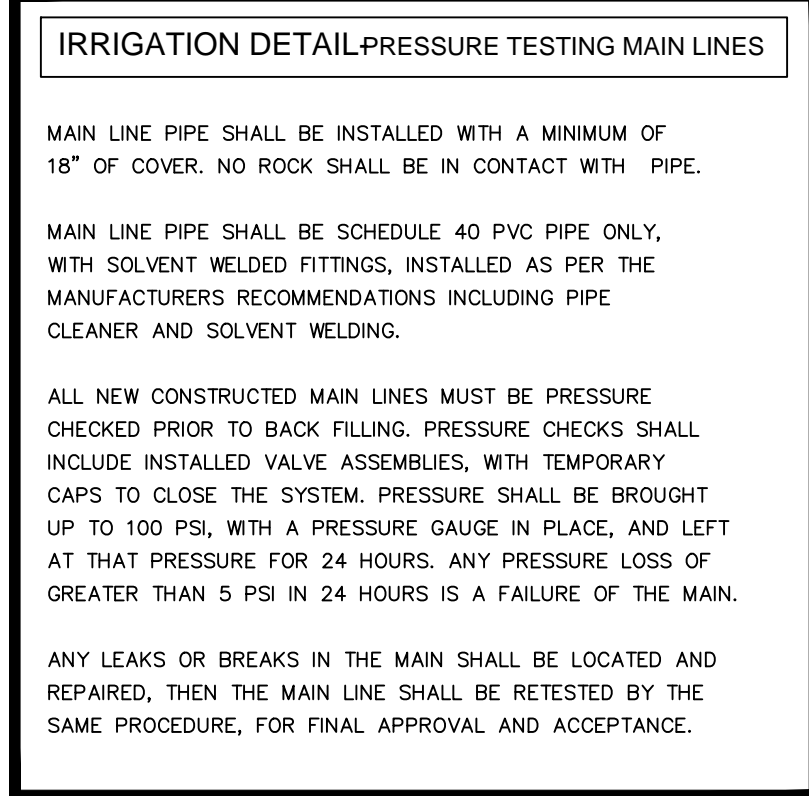 IRRIGATION DETAIL-PRESSURE TESTING MAIN LINES
MAIN LINE PIPE SHALL BE INSTALLED WITH A MINIMUM OF
18" OF COVER. NO ROCK SHALL BE IN CONTACT WITH PIPE.
MAIN LINE PIPE SHALL BE SCHEDULE 40 PVC PIPE ONLY,
WITH SOLVENT WELDED FITTINGS, INSTALLED AS PER THE
MANUFACTURERS RECOMMENDATIONS INCLUDING PIPE
CLEANER AND SOLVENT WELDING.
ALL NEW CONSTRUCTED MAIN LINES MUST BE PRESSURE
CHECKED PRIOR TO BACK FILLING. PRESSURE CHECKS SHALL
INCLUDE INSTALLED VALVE ASSEMBLIES, WITH TEMPORARY
CAPS TO CLOSE THE SYSTEM. PRESSURE SHALL BE BROUGHT
UP TO 100 PSI, WITH A PRESSURE GAUGE IN PLACE, AND LEFT
AT THAT PRESSURE FOR 24 HOURS. ANY PRESSURE LOSS OF
GREATER THAN 5 PSI IN 24 HOURS IS A FAILURE OF THE MAIN.
ANY LEAKS OR BREAKS IN THE MAIN SHALL BE LOCATED AND
REPAIRED, THEN THE MAIN LINE SHALL BE RETESTED BY THE
SAME PROCEDURE, FOR FINAL APPROVAL AND ACCEPTANCE.